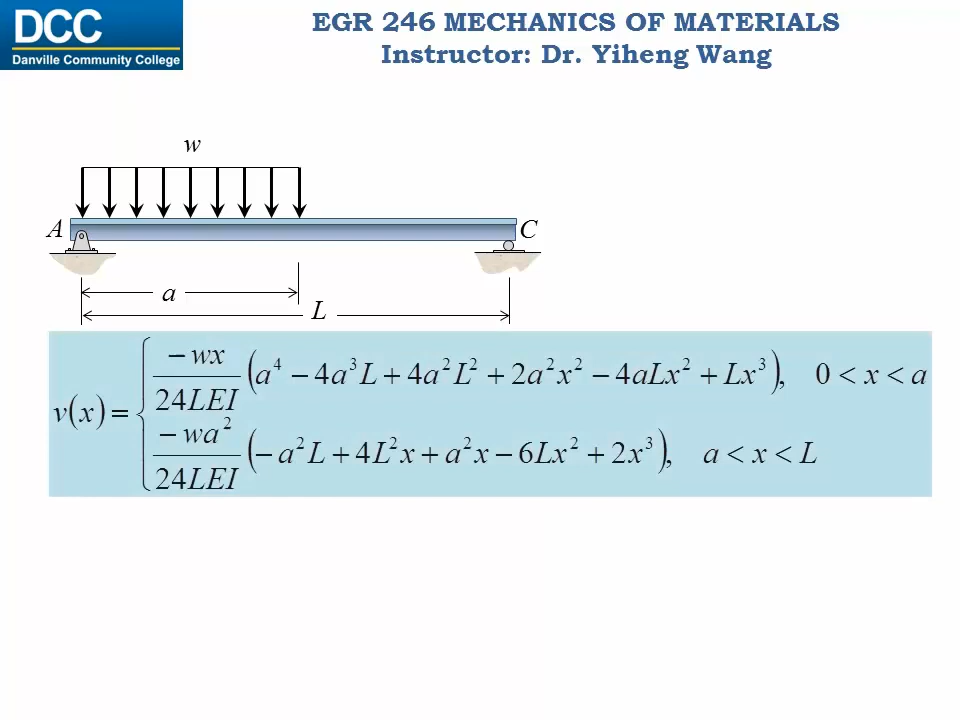 DCC
Danville Community College
EGR 246 MECHANICS OF MATERIALS
Instructor: Dr. Yiheng Wang
w
A
C
a
L
v(x) = { −wx/24LEI (a⁴ − 4a³L + 4a²L² + 2a²x² − 4aLx² + Lx³), 0 < x < a
−wa²/24LEI (− a²L + 4L²x + a²x − 6Lx² + 2x³), a < x < L